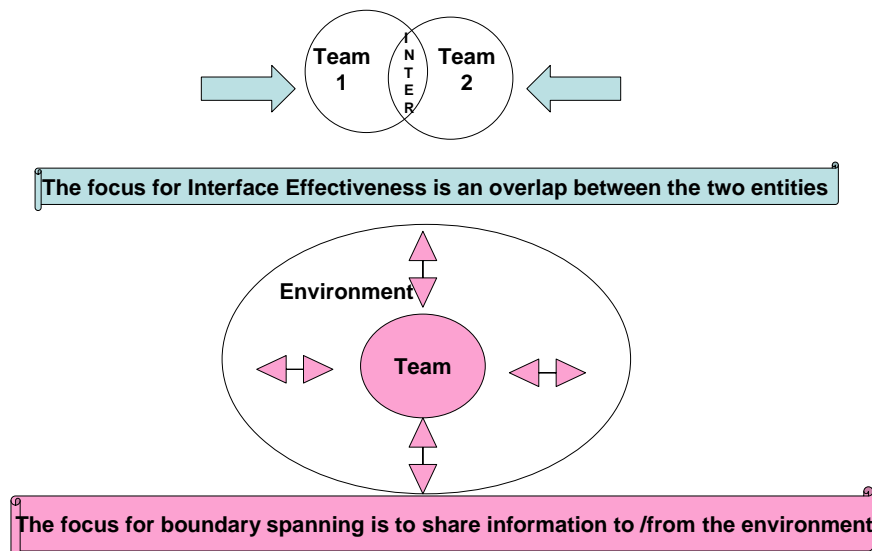 Team 1
INTER
Team 2
The focus for Interface Effectiveness is an overlap between the two entities
Environment
Team
The focus for boundary spanning is to share information to /from the environment